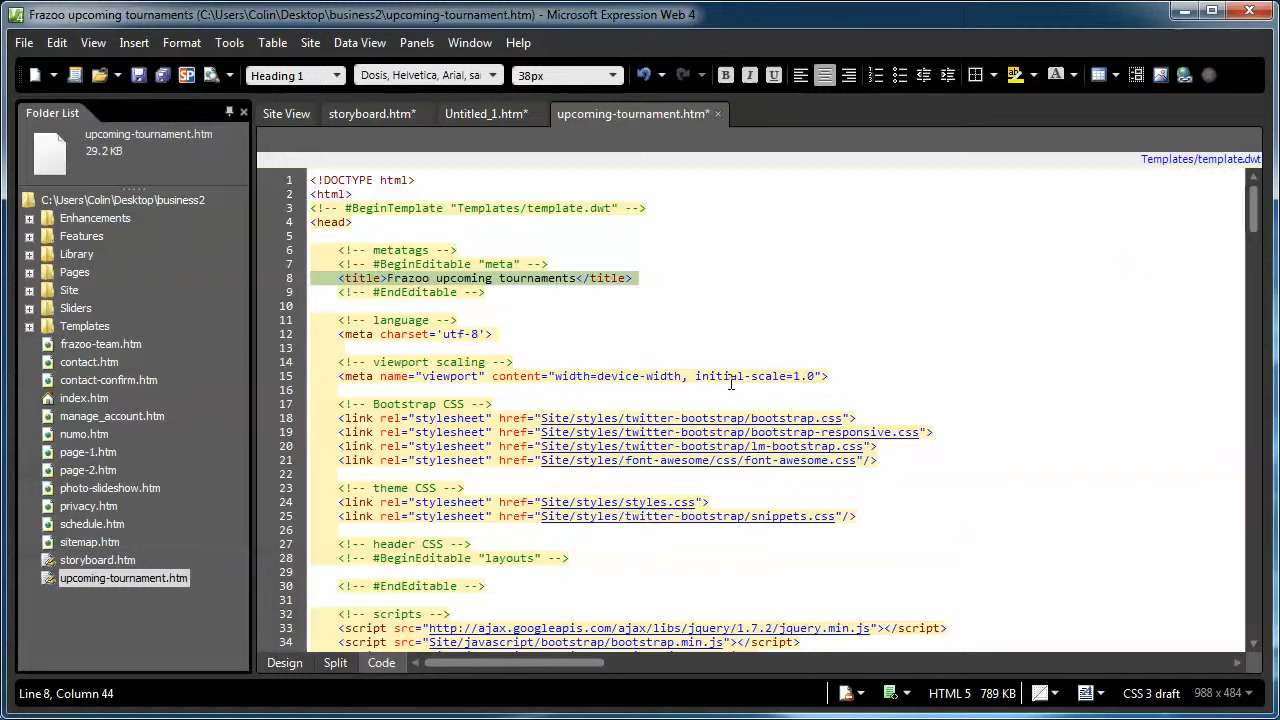 Frazoo upcoming tournaments (C:\Users\Colin\Desktop\business2\upcoming-tournament.htm) - Microsoft Expression Web 4
File Edit View Insert Format Tools Table Site Data View Panels Window Help
Heading 1 Dosis, Helvetica, Arial, sa 38px B I U A
Folder List Site View storyboard.htm* Untitled_1.htm* upcoming-tournament.htm*
upcoming-tournament.htm
29.2 KB
Templates/template.dwt
C:\Users\Colin\Desktop\business2
Enhancements
Features
Library
Pages
Site
Sliders
Templates
frazoo-team.htm
contact.htm
contact-confirm.htm
index.htm
manage_account.htm
numo.htm
page-1.htm
page-2.htm
photo-slideshow.htm
privacy.htm
schedule.htm
sitemap.htm
storyboard.htm
upcoming-tournament.htm
1 <!DOCTYPE html>
2 <html>
3 <!-- #BeginTemplate "Templates/template.dwt" -->
4 <head>
5
6 <!-- metatags -->
7 <!-- #BeginEditable "meta" -->
8 <title>Frazoo upcoming tournaments</title>
9 <!-- #EndEditable -->
10
11 <!-- language -->
12 <meta charset='utf-8'>
13
14 <!-- viewport scaling -->
15 <meta name="viewport" content="width=device-width, initial-scale=1.0">
16
17 <!-- Bootstrap CSS -->
18 <link rel="stylesheet" href="Site/styles/twitter-bootstrap/bootstrap.css">
19 <link rel="stylesheet" href="Site/styles/twitter-bootstrap/bootstrap-responsive.css">
20 <link rel="stylesheet" href="Site/styles/twitter-bootstrap/lm-bootstrap.css">
21 <link rel="stylesheet" href="Site/styles/font-awesome/css/font-awesome.css"/>
22
23 <!-- theme CSS -->
24 <link rel="stylesheet" href="Site/styles/styles.css">
25 <link rel="stylesheet" href="Site/styles/twitter-bootstrap/snippets.css"/>
26
27 <!-- header CSS -->
28 <!-- #BeginEditable "layouts" -->
29
30 <!-- #EndEditable -->
31
32 <!-- scripts -->
33 <script src="http://ajax.googleapis.com/ajax/libs/jquery/1.7.2/jquery.min.js"></script>
34 <script src="Site/javascript/bootstrap/bootstrap.min.js"></script>
Design Split Code
Line 8, Column 44 HTML 5 789 KB CSS 3 draft 988 x 484